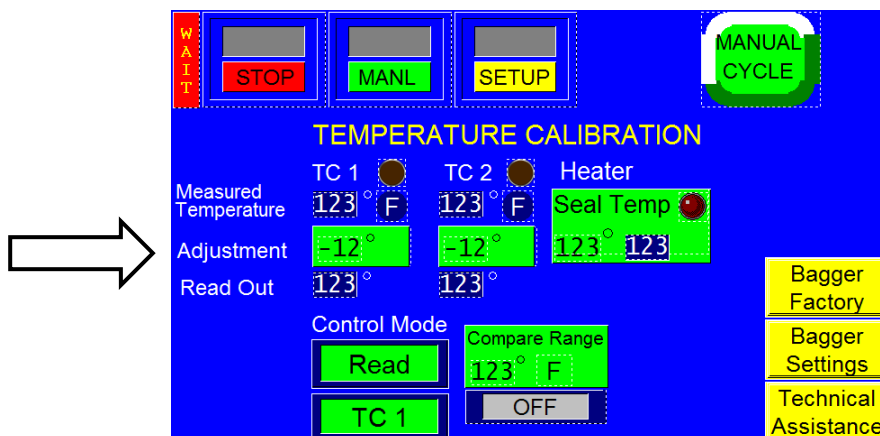 WAIT
STOP MANL SETUP MANUAL
CYCLE
TEMPERATURE CALIBRATION
TC 1 TC 2 Heater
Measured
Temperature 123° F 123° F Seal Temp
Adjustment -12° -12° 123° 123
Read Out 123° 123°
Bagger
Factory
Control Mode Compare Range
Read 123° F
Bagger
Settings
TC 1 OFF
Technical
Assistance